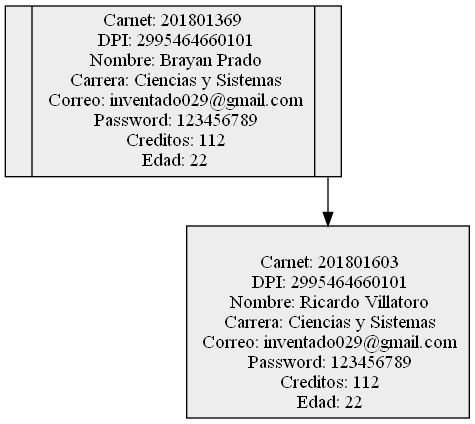 Carnet: 201801369
DPI: 2995464660101
Nombre: Brayan Prado
Carrera: Ciencias y Sistemas
Correo: inventado029@gmail.com
Password: 123456789
Creditos: 112
Edad: 22
Carnet: 201801603
DPI: 2995464660101
Nombre: Ricardo Villatoro
Carrera: Ciencias y Sistemas
Correo: inventado029@gmail.com
Password: 123456789
Creditos: 112
Edad: 22